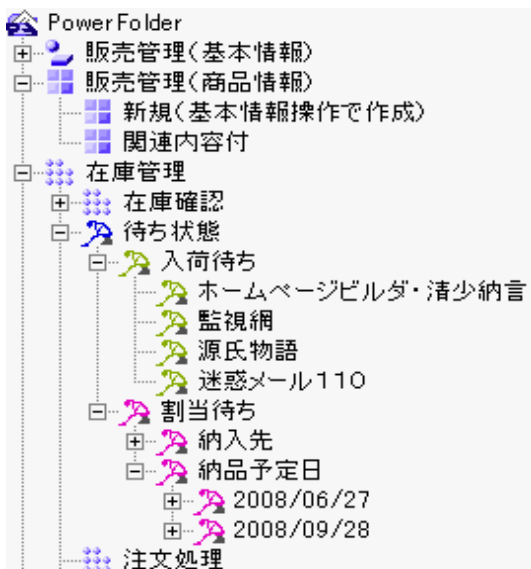 PowerFolder
販売管理(基本情報)
販売管理(商品情報)
新規(基本情報操作で作成)
関連内容付
在庫管理
在庫確認
待ち状態
入荷待ち
ホームページビルダ・清少納言
監視網
源氏物語
迷惑メール110
割当待ち
納入先
納品予定日
2008/06/27
2008/09/28
注文処理